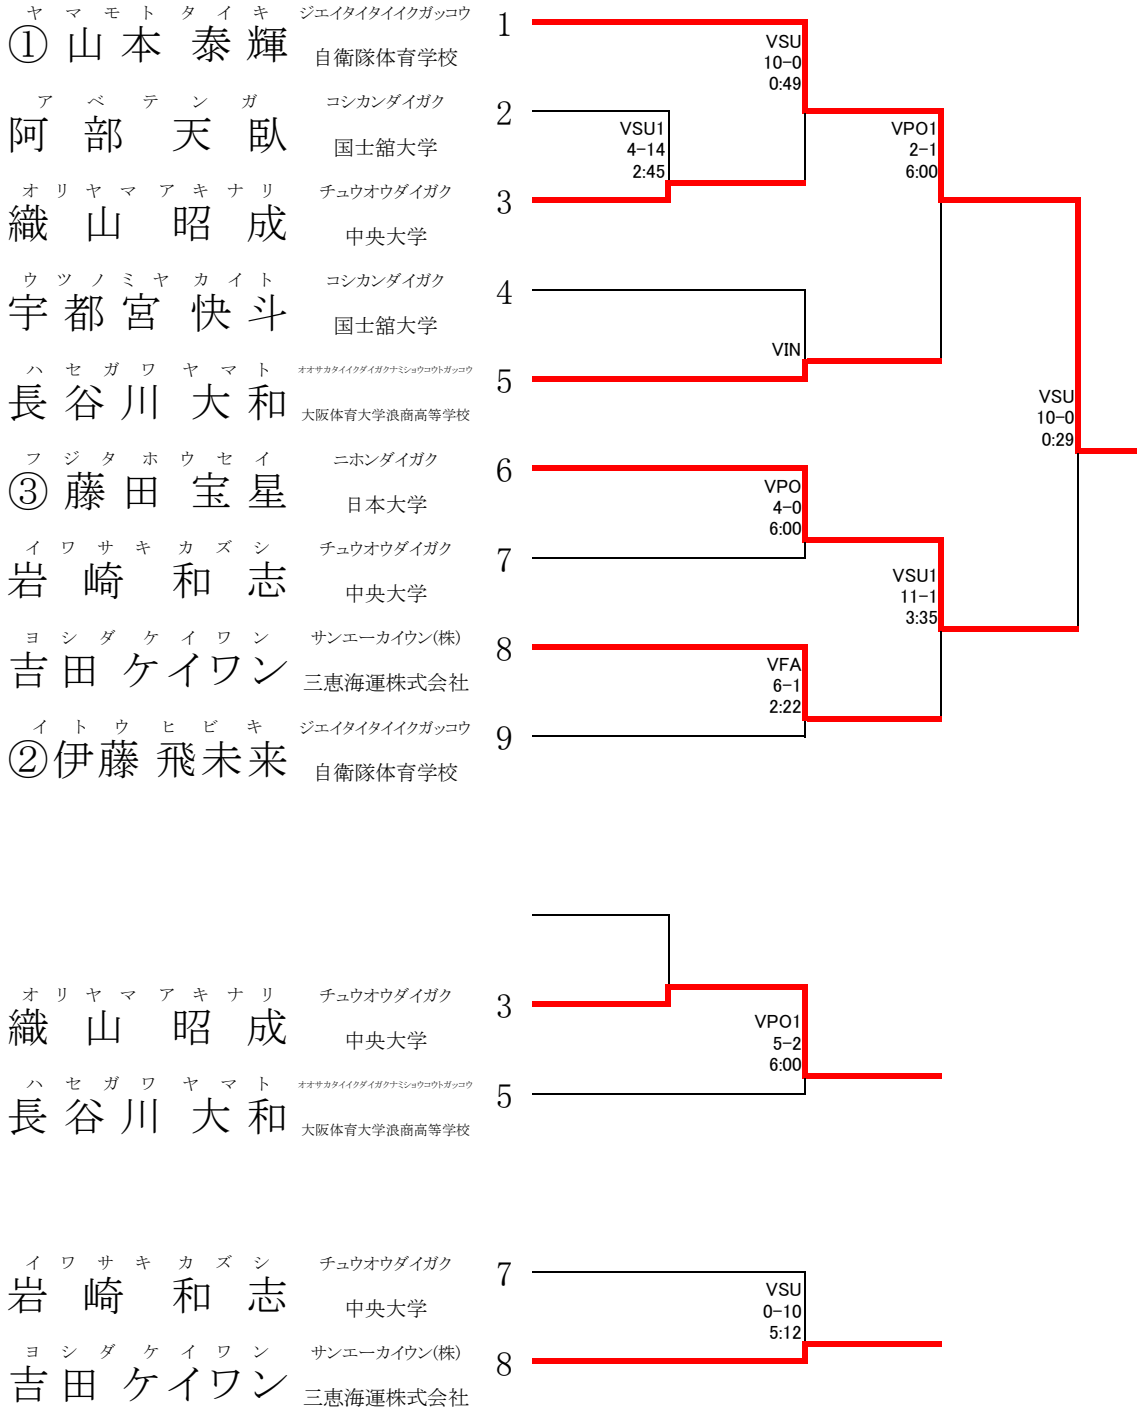 ヤマモトタイキ ジエイタイタイイクガッコウ
①山本 泰輝 自衛隊体育学校 1
VSU
10-0
0:49
アベテンガ コシカンダイガク
阿部 天臥 国士舘大学 2
VSU1
4-14
2:45
VPO1
2-1
6:00
オリヤマアキナリ チュウオウダイガク
織山 昭成 中央大学 3
ウツノミヤカイト コシカンダイガク
宇都宮 快斗 国士舘大学 4
VIN
ハセガワヤマト オオサカタイイクダイガクナミショウコウトガッコウ
長谷川 大和 大阪体育大学浪商高等学校 5
VSU
10-0
0:29
フジタホウセイ ニホンダイガク
③藤田 宝星 日本大学 6
VPO
4-0
6:00
イワサキカズシ チュウオウダイガク
岩崎 和志 中央大学 7
VSU1
11-1
3:35
ヨシダケイワン サンエーカイウン(株)
吉田 ケイワン 三恵海運株式会社 8
VFA
6-1
2:22
イトウヒビキ ジエイタイタイイクガッコウ
②伊藤 飛未来 自衛隊体育学校 9
オリヤマアキナリ チュウオウダイガク
織山 昭成 中央大学 3
VPO1
5-2
6:00
ハセガワヤマト オオサカタイイクダイガクナミショウコウトガッコウ
長谷川 大和 大阪体育大学浪商高等学校 5
イワサキカズシ チュウオウダイガク
岩崎 和志 中央大学 7
VSU
0-10
5:12
ヨシダケイワン サンエーカイウン(株)
吉田 ケイワン 三恵海運株式会社 8